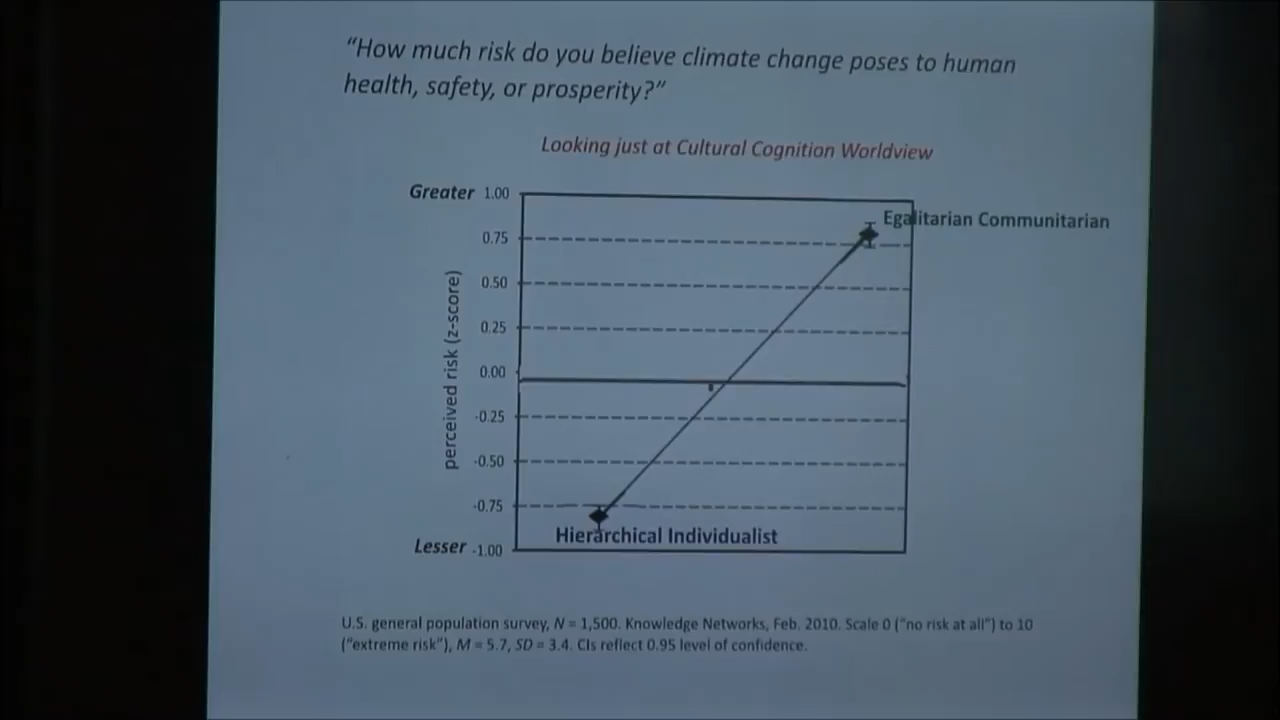 “How much risk do you believe climate change poses to human
health, safety, or prosperity?”
Looking just at Cultural Cognition Worldview
Greater 1.00
Egalitarian Communitarian
0.75
0.50
0.25
perceived risk (z-score)
0.00
-0.25
-0.50
-0.75
Hierarchical Individualist
Lesser -1.00
U.S. general population survey, N = 1,500. Knowledge Networks, Feb. 2010. Scale 0 (“no risk at all”) to 10
(“extreme risk”), M = 5.7, SD = 3.4. CIs reflect 0.95 level of confidence.